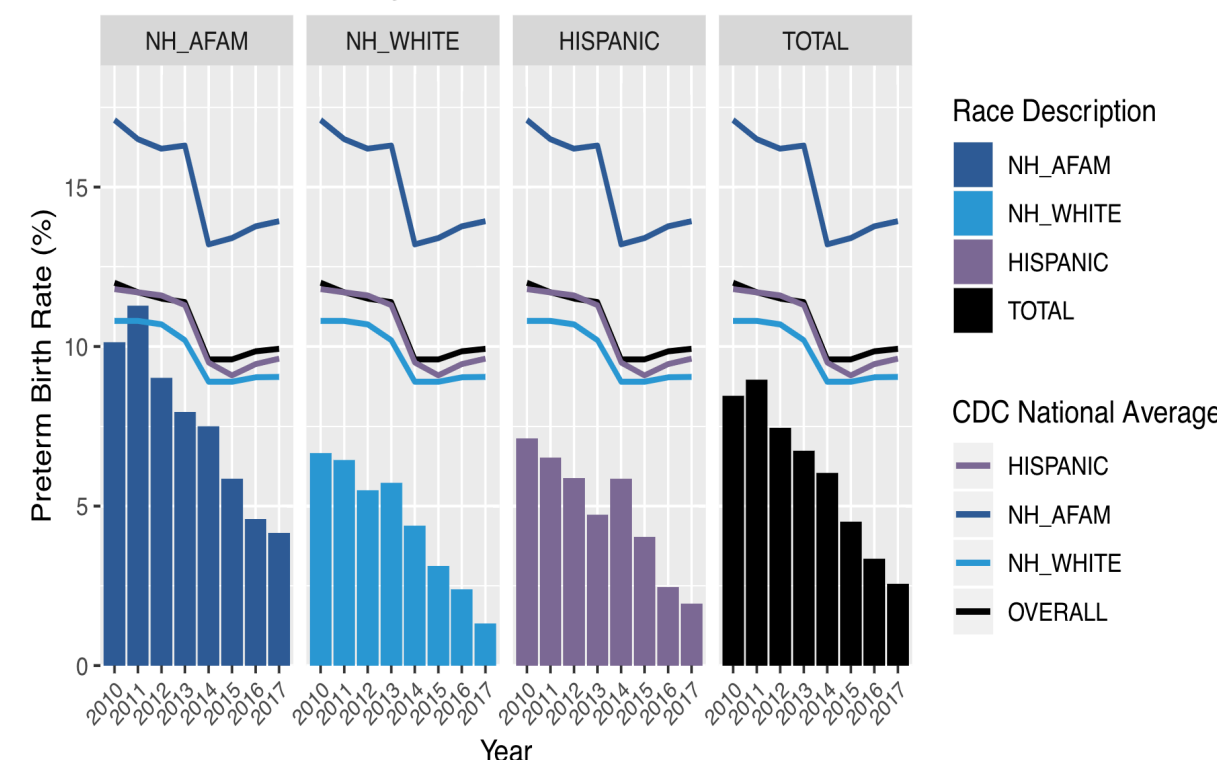 NH_AFAM NH_WHITE HISPANIC TOTAL
Preterm Birth Rate (%)
15
10
5
0
2010 2011 2012 2013 2014 2015 2016 2017 2010 2011 2012 2013 2014 2015 2016 2017 2010 2011 2012 2013 2014 2015 2016 2017 2010 2011 2012 2013 2014 2015 2016 2017
Year
Race Description
NH_AFAM
NH_WHITE
HISPANIC
TOTAL
CDC National Average
HISPANIC
NH_AFAM
NH_WHITE
OVERALL